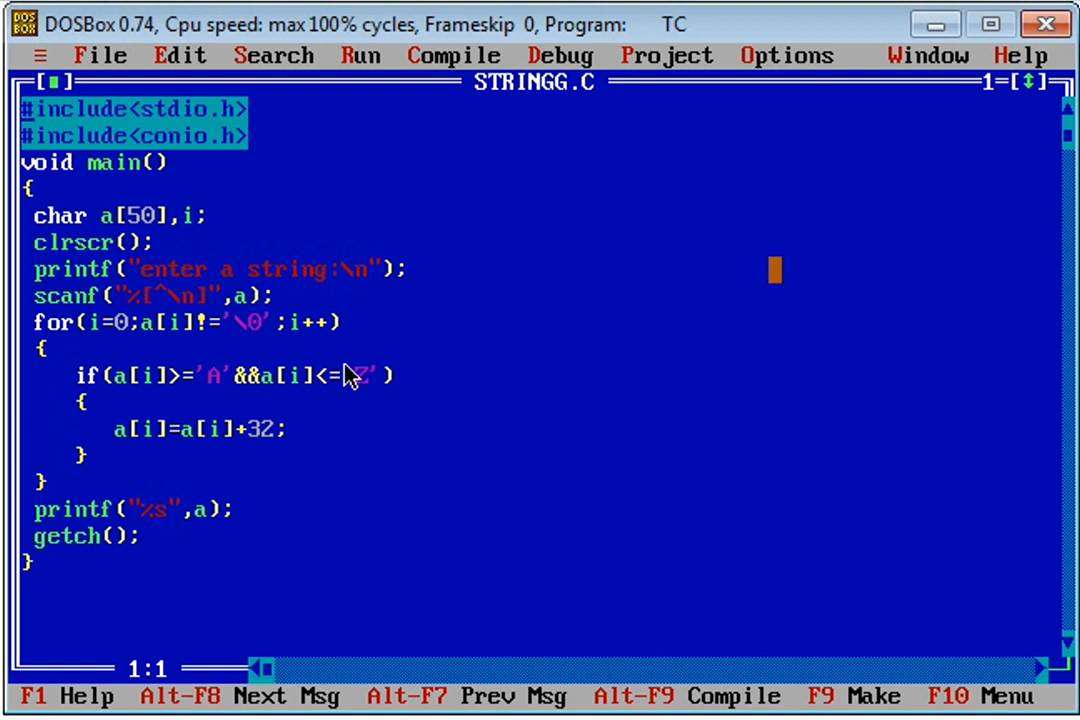 DOSBox 0.74, Cpu speed: max 100% cycles, Frameskip 0, Program: TC
≡ File Edit Search Run Compile Debug Project Options Window Help
[■] STRINGG.C 1=[↕]
#include<stdio.h>
#include<conio.h>
void main()
{
char a[50],i;
clrscr();
printf("enter a string:\n");
scanf("%[^\n]",a);
for(i=0;a[i]!='\0';i++)
{
if(a[i]>='A'&&a[i]<='Z')
{
a[i]=a[i]+32;
}
}
printf("%s",a);
getch();
}
1:1
F1 Help Alt-F8 Next Msg Alt-F7 Prev Msg Alt-F9 Compile F9 Make F10 Menu